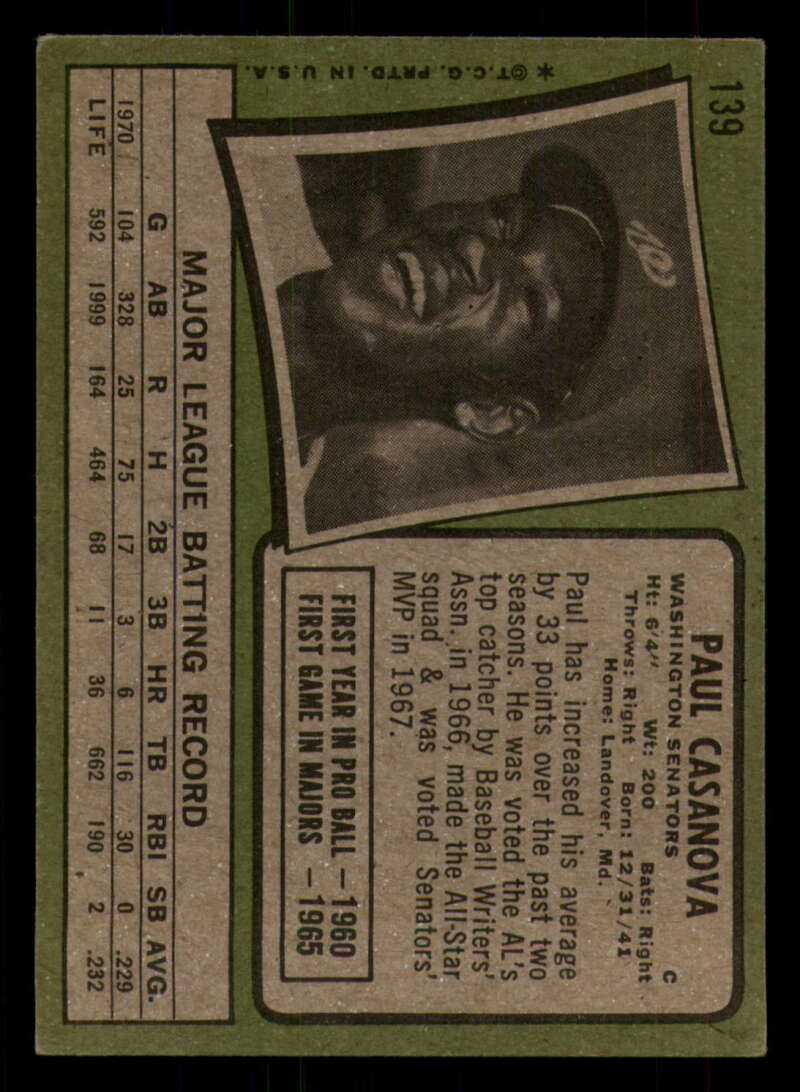 139
PAUL CASANOVA
WASHINGTON SENATORS C
Ht: 6'4" Wt: 200 Bats: Right
Throws: Right Born: 12/31/41
Home: Landover, Md.
Paul has increased his average
by 33 points over the past two
seasons. He was voted the AL's
top catcher by Baseball Writers'
Assn. in 1966, made the All-Star
squad & was voted Senators'
MVP in 1967.
FIRST YEAR IN PRO BALL — 1960
FIRST GAME IN MAJORS — 1965
MAJOR LEAGUE BATTING RECORD
G AB R H 2B 3B HR TB RBI SB AVG.
1970 104 328 25 75 17 3 6 116 30 0 .229
LIFE 592 1999 164 464 68 11 36 662 190 2 .232
* ©T.C.G. PRTD. IN U.S.A.